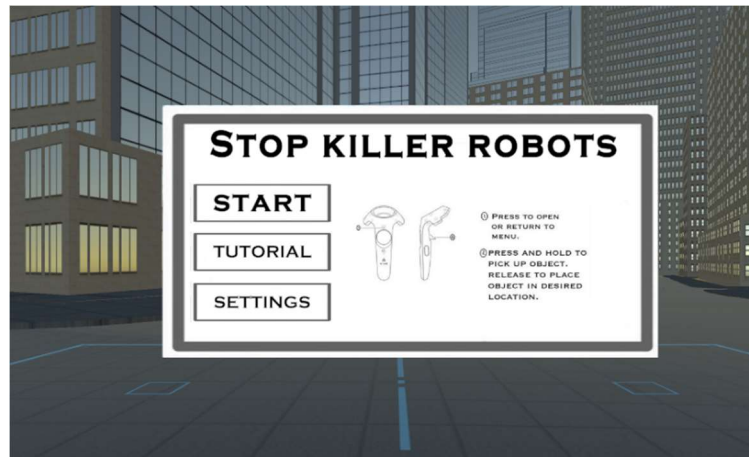 STOP KILLER ROBOTS
START
TUTORIAL
SETTINGS
① PRESS TO OPEN
OR RETURN TO
MENU.
② PRESS AND HOLD TO
PICK UP OBJECT.
RELEASE TO PLACE
OBJECT IN DESIRED
LOCATION.